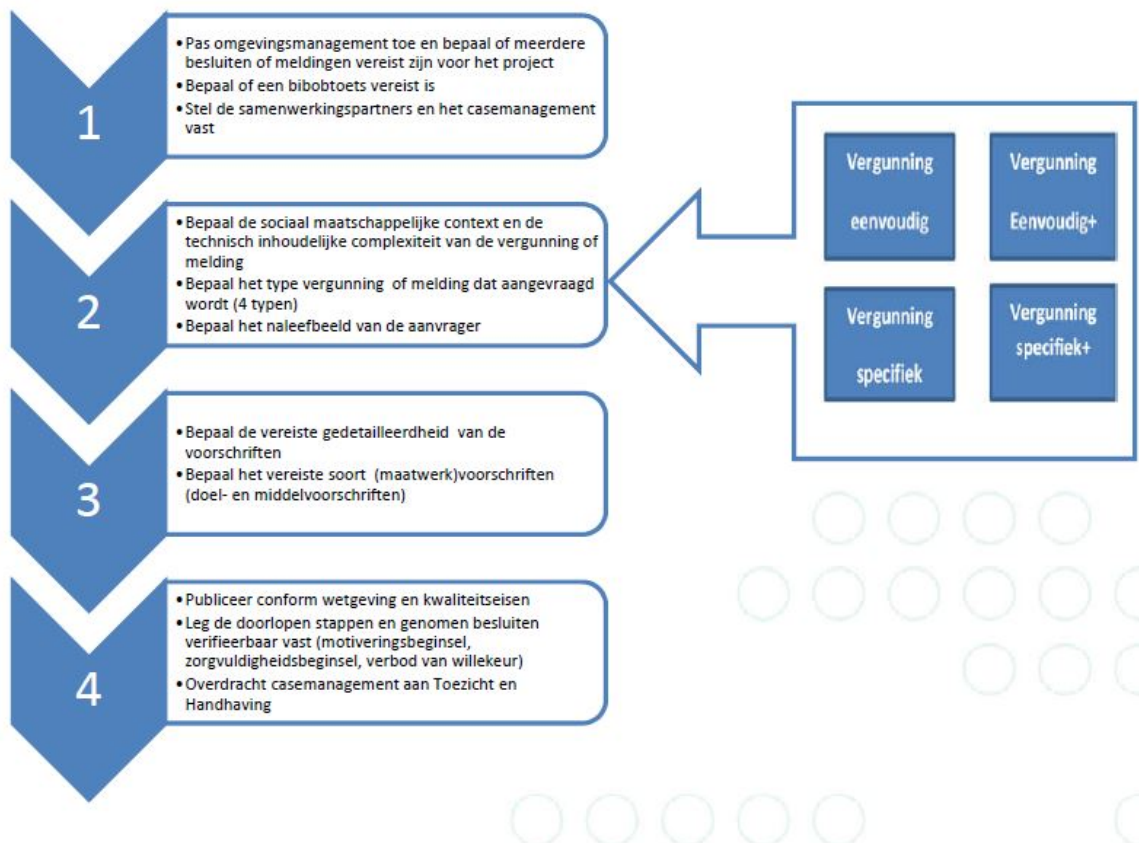 1
•Pas omgevingsmanagement toe en bepaal of meerdere
besluiten of meldingen vereist zijn voor het project
•Bepaal of een bibobtoets vereist is
•Stel de samenwerkingspartners en het casemanagement
vast
2
•Bepaal de sociaal maatschappelijke context en de
technisch inhoudelijke complexiteit van de vergunning of
melding
•Bepaal het type vergunning of melding dat aangevraagd
wordt (4 typen)
•Bepaal het naleefbeeld van de aanvrager
Vergunning
eenvoudig
Vergunning
Eenvoudig+
Vergunning
specifiek
Vergunning
specifiek+
3
•Bepaal de vereiste gedetailleerdheid van de
voorschriften
•Bepaal het vereiste soort (maatwerk)voorschriften
(doel- en middelvoorschriften)
4
•Publiceer conform wetgeving en kwaliteitseisen
•Leg de doorlopen stappen en genomen besluiten
verifieerbaar vast (motiveringsbeginsel,
zorgvuldigheidsbeginsel, verbod van willekeur)
•Overdracht casemanagement aan Toezicht en
Handhaving